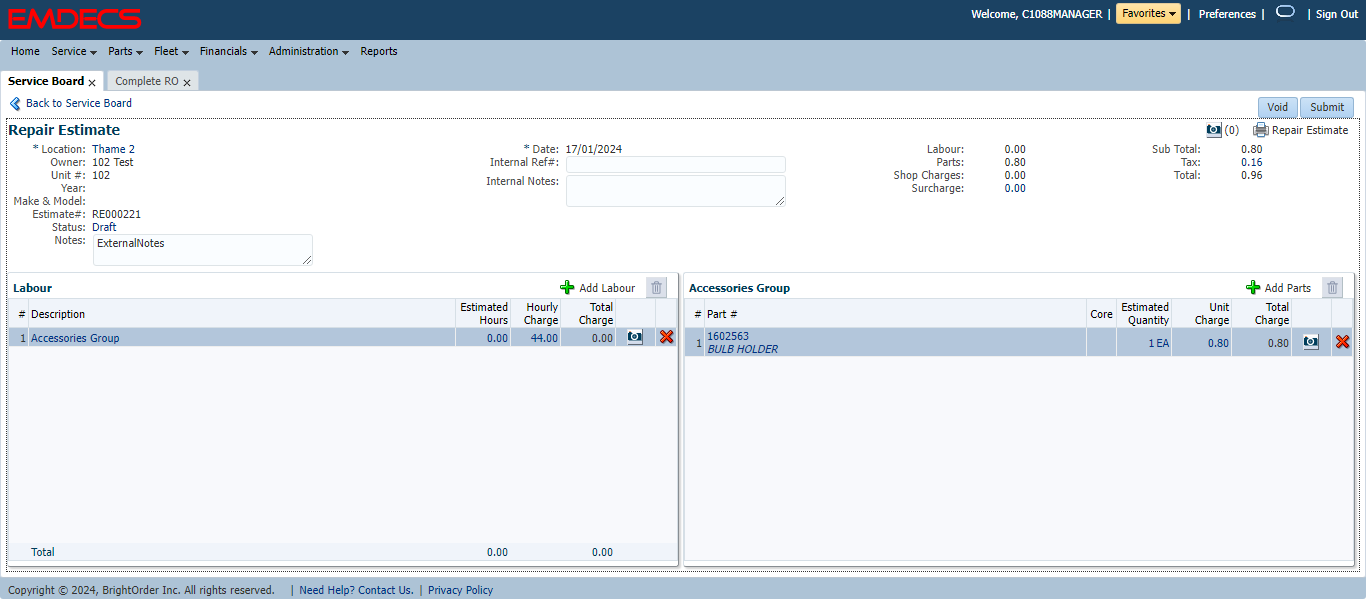 EMDECS
Welcome, C1088MANAGER | Favorites | Preferences | | Sign Out
Home Service Parts Fleet Financials Administration Reports
Service Board x Complete RO x
Back to Service Board
Void Submit
Repair Estimate
(0) Repair Estimate
* Location: Thame 2
Owner: 102 Test
Unit #: 102
Year:
Make & Model:
Estimate#: RE000221
Status: Draft
Notes: ExternalNotes
* Date: 17/01/2024
Internal Ref#:
Internal Notes:
Labour: 0.00
Parts: 0.80
Shop Charges: 0.00
Surcharge: 0.00
Sub Total: 0.80
Tax: 0.16
Total: 0.96
Labour Add Labour
# Description Estimated Hours Hourly Charge Total Charge
1 Accessories Group 0.00 44.00 0.00
Total 0.00 0.00
Accessories Group Add Parts
# Part # Core Estimated Quantity Unit Charge Total Charge
1 1602563 BULB HOLDER 1 EA 0.80 0.80
Copyright © 2024, BrightOrder Inc. All rights reserved. | Need Help? Contact Us. | Privacy Policy